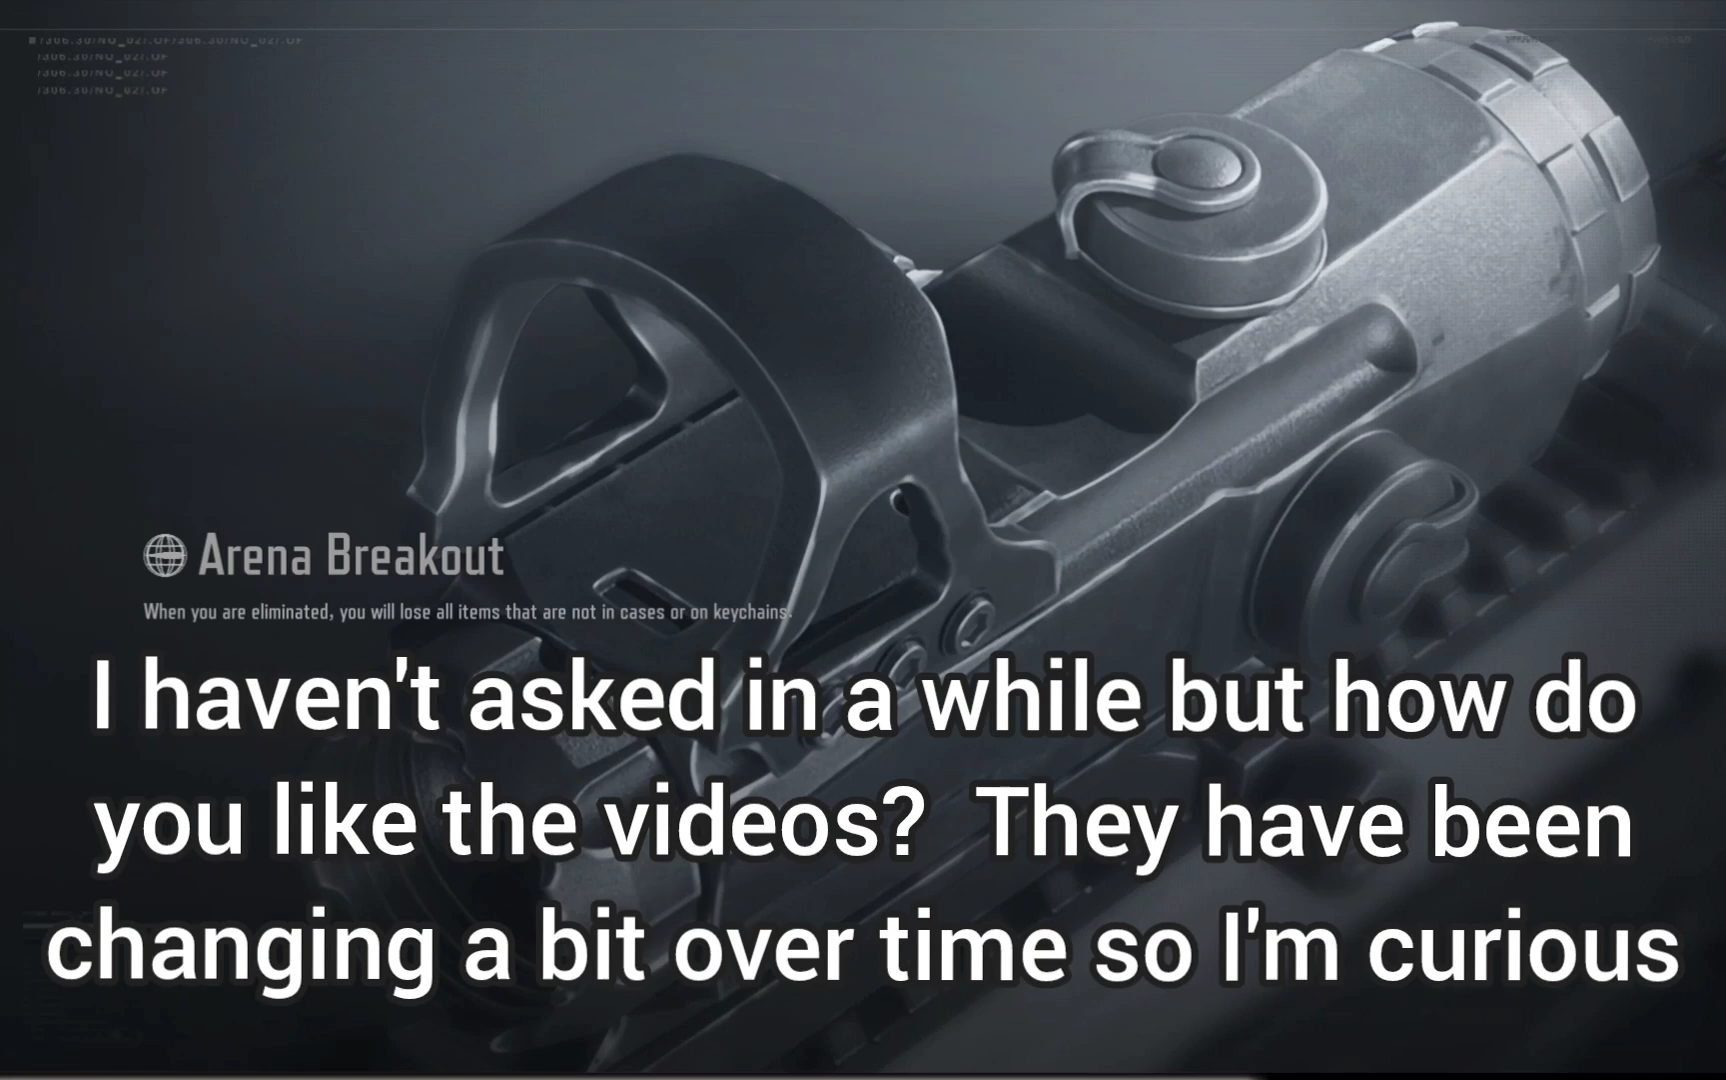 Arena Breakout
When you are eliminated, you will lose all items that are not in cases or on keychains.
I haven't asked in a while but how do
you like the videos?  They have been
changing a bit over time so I'm curious